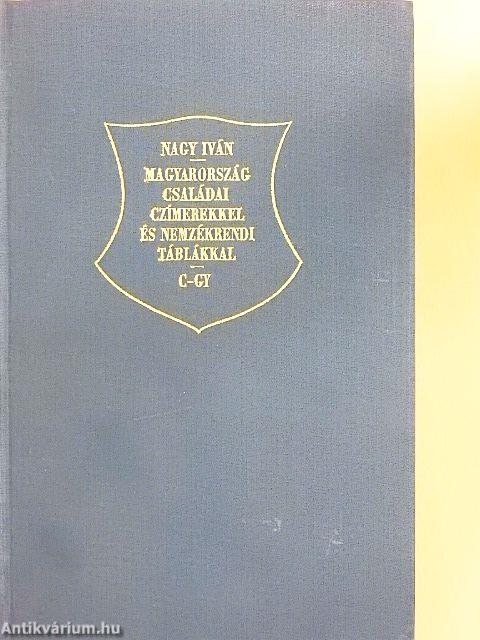 NAGY IVÁN
MAGYARORSZÁG
CSALÁDAI
CZÍMEREKKEL
ÉS NEMZÉKRENDI
TÁBLÁKKAL
C-GY
Antikvárium.hu